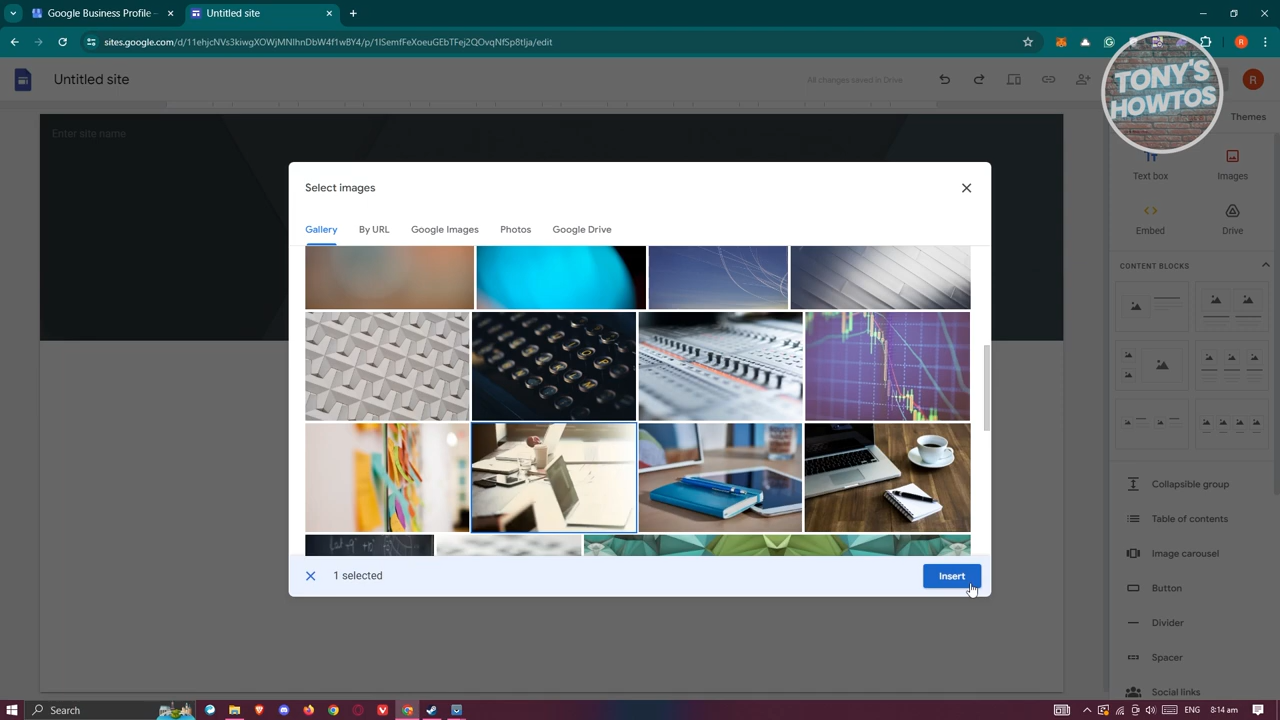 Google Business Profile -
Untitled site
sites.google.com/d/11ehjcNVs3kiwgXOWjMNlhnDbW4f1wBY4/p/1ISemfFeXoeuGEbTFej2QOvqNfSp8tlja/edit
Untitled site
All changes saved in Drive
R
TONY'S
HOWTOS
Themes
Enter site name
Select images
Gallery
By URL
Google Images
Photos
Google Drive
1 selected
Insert
Text box
Images
Embed
Drive
CONTENT BLOCKS
Collapsible group
Table of contents
Image carousel
Button
Divider
Spacer
Social links
Search
8:14 am